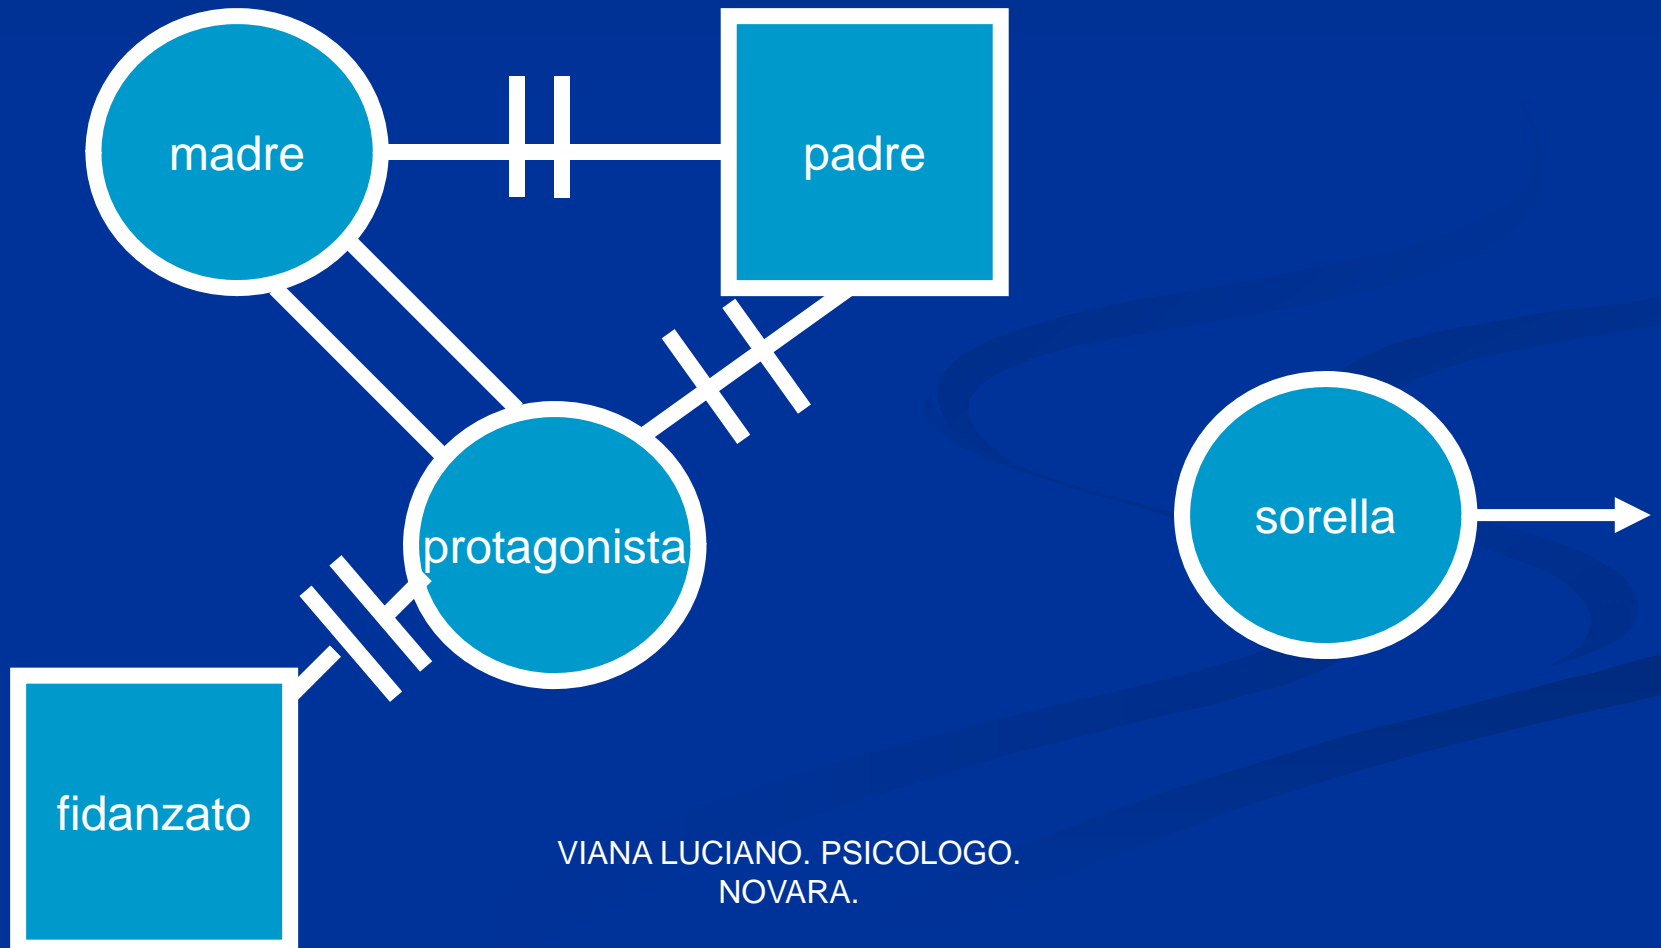 madre
padre
sorella
protagonista
fidanzato
VIANA LUCIANO. PSICOLOGO.
NOVARA.